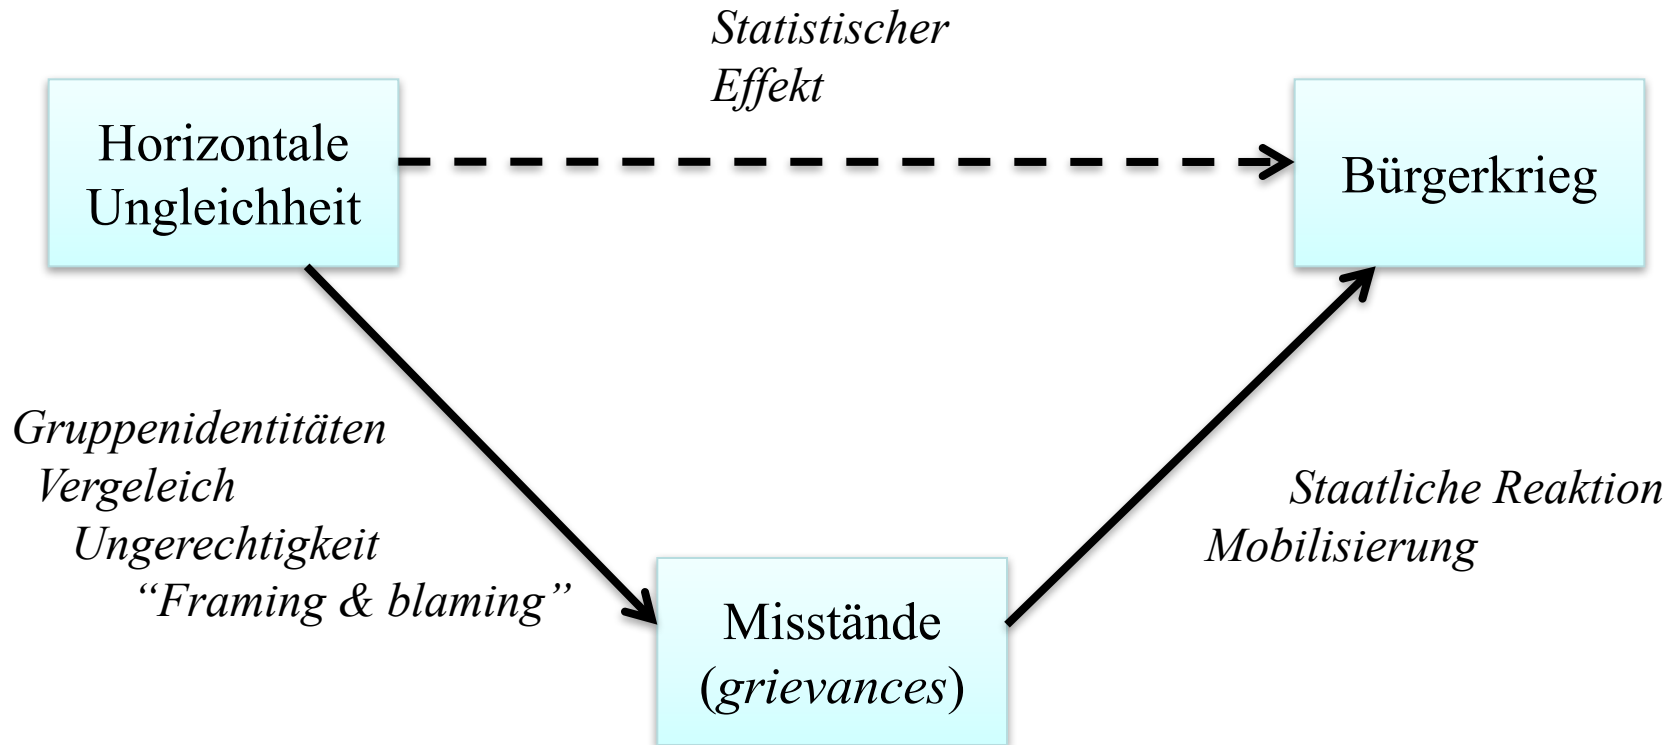 Statistischer
Effekt
Horizontale
Ungleichheit
Bürgerkrieg
Gruppenidentitäten
Vergeleich
Ungerechtigkeit
“Framing & blaming”
Staatliche Reaktion
Mobilisierung
Misstände
(grievances)